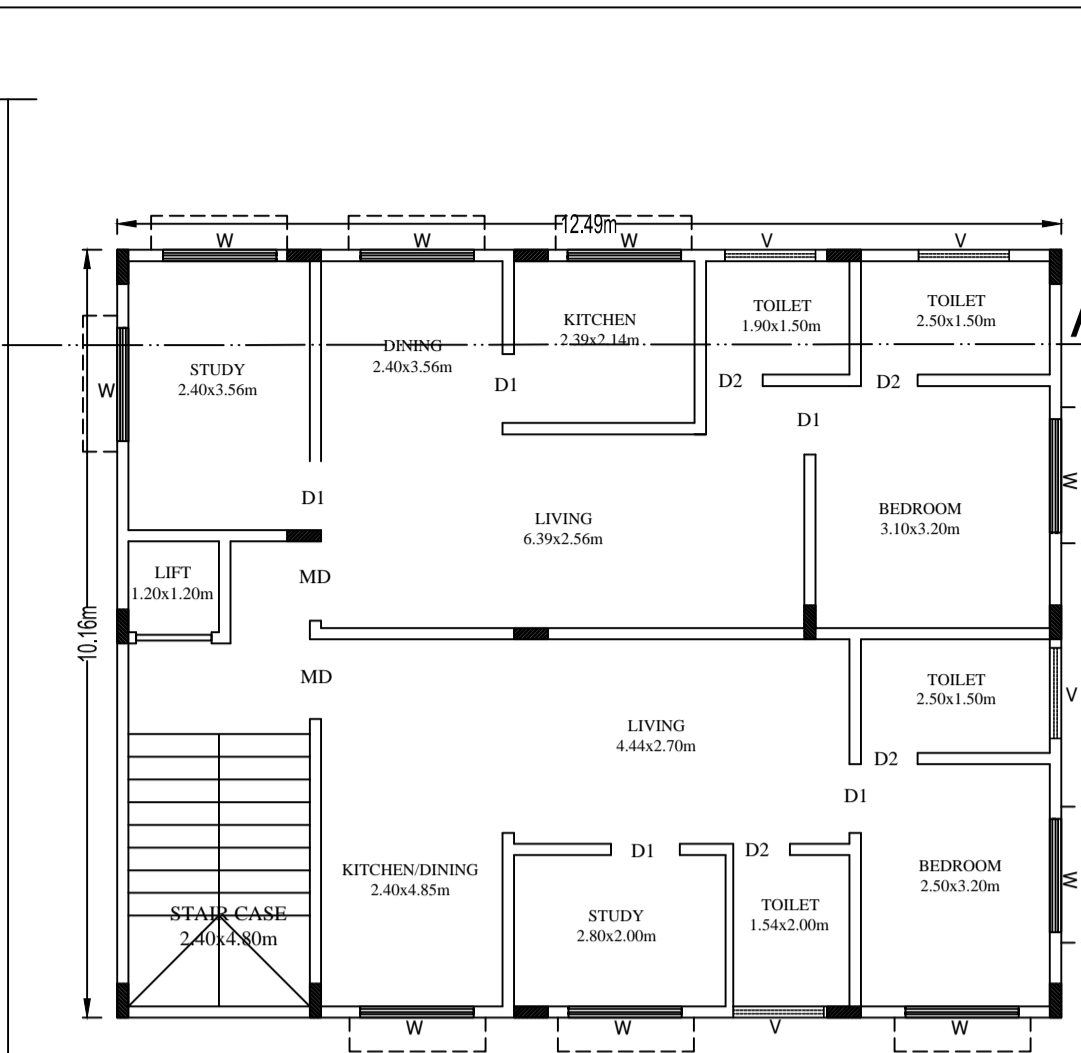 12.49m
W
W
W
V
V
TOILET
1.90x1.50m
TOILET
2.50x1.50m
KITCHEN
2.39x2.14m
DINING
2.40x3.56m
STUDY
2.40x3.56m
W
D1
D2
D2
D1
W
D1
LIVING
6.39x2.56m
BEDROOM
3.10x3.20m
LIFT
1.20x1.20m
MD
10.16m
MD
TOILET
2.50x1.50m
V
LIVING
4.44x2.70m
D2
D1
D1
D2
KITCHEN/DINING
2.40x4.85m
BEDROOM
2.50x3.20m
W
STAIR CASE
2.40x4.80m
STUDY
2.80x2.00m
TOILET
1.54x2.00m
W
W
V
W